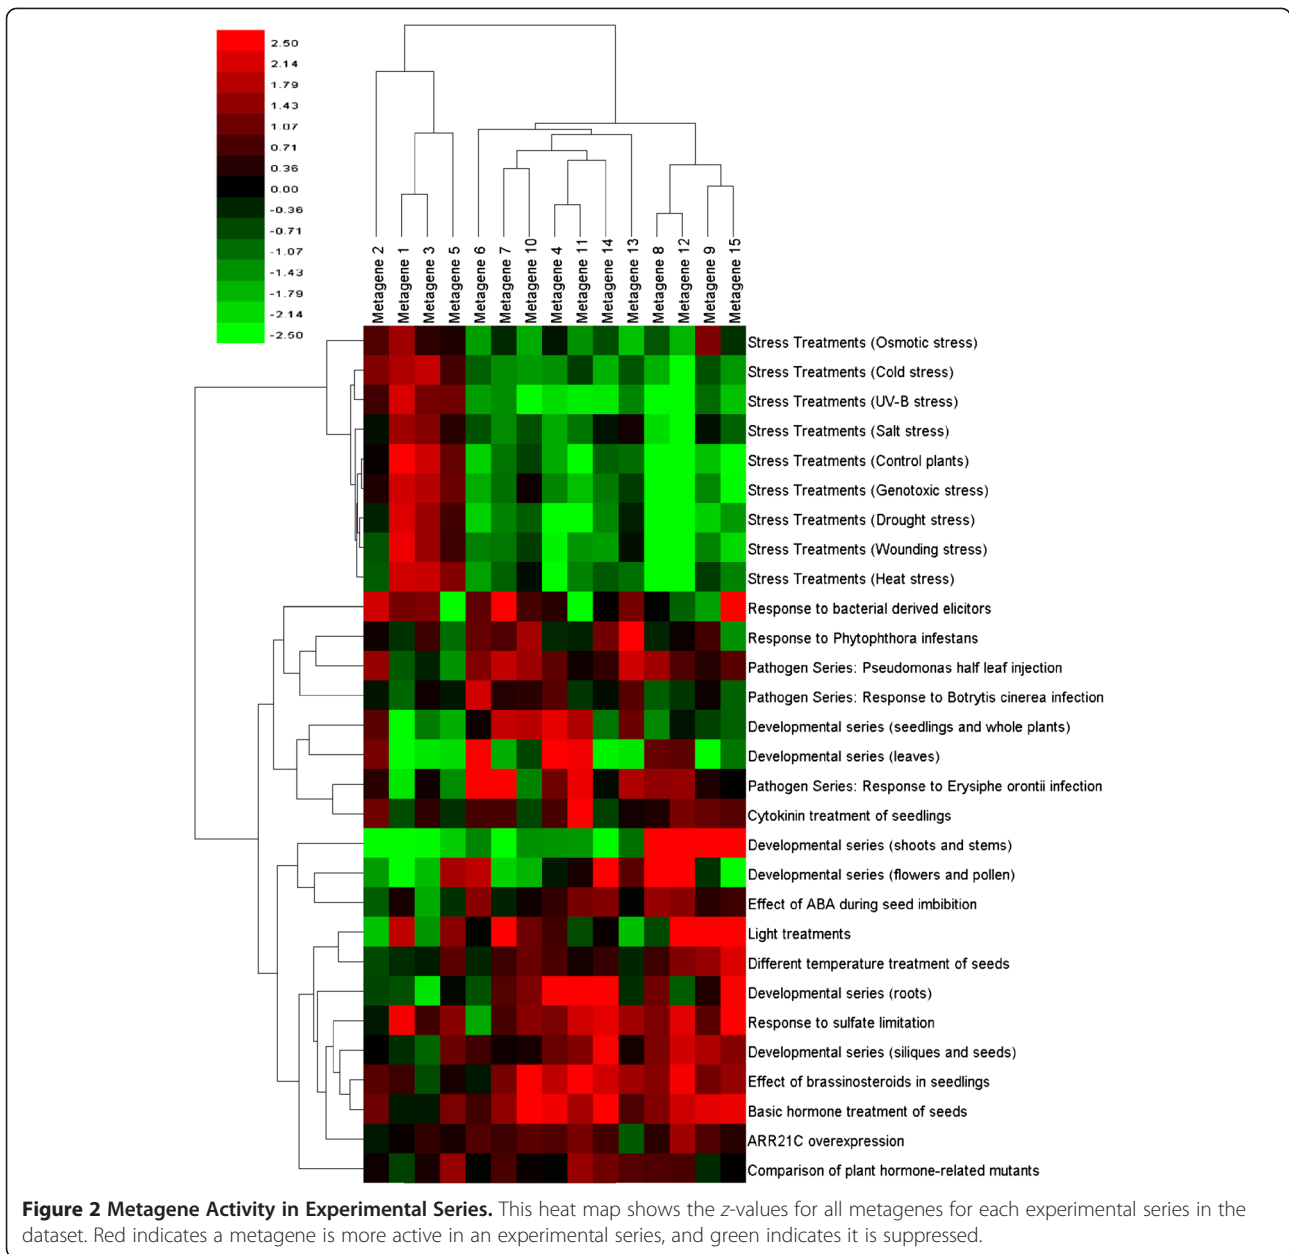 2.50
2.14
1.79
1.43
1.07
0.71
0.36
0.00
-0.36
-0.71
-1.07
-1.43
-1.79
-2.14
-2.50
Metagene 2
Metagene 1
Metagene 3
Metagene 5
Metagene 6
Metagene 7
Metagene 10
Metagene 4
Metagene 11
Metagene 14
Metagene 13
Metagene 8
Metagene 12
Metagene 9
Metagene 15
Stress Treatments (Osmotic stress)
Stress Treatments (Cold stress)
Stress Treatments (UV-B stress)
Stress Treatments (Salt stress)
Stress Treatments (Control plants)
Stress Treatments (Genotoxic stress)
Stress Treatments (Drought stress)
Stress Treatments (Wounding stress)
Stress Treatments (Heat stress)
Response to bacterial derived elicitors
Response to Phytophthora infestans
Pathogen Series: Pseudomonas half leaf injection
Pathogen Series: Response to Botrytis cinerea infection
Developmental series (seedlings and whole plants)
Developmental series (leaves)
Pathogen Series: Response to Erysiphe orontii infection
Cytokinin treatment of seedlings
Developmental series (shoots and stems)
Developmental series (flowers and pollen)
Effect of ABA during seed imbibition
Light treatments
Different temperature treatment of seeds
Developmental series (roots)
Response to sulfate limitation
Developmental series (siliques and seeds)
Effect of brassinosteroids in seedlings
Basic hormone treatment of seeds
ARR21C overexpression
Comparison of plant hormone-related mutants
Figure 2 Metagene Activity in Experimental Series. This heat map shows the z-values for all metagenes for each experimental series in the
dataset. Red indicates a metagene is more active in an experimental series, and green indicates it is suppressed.